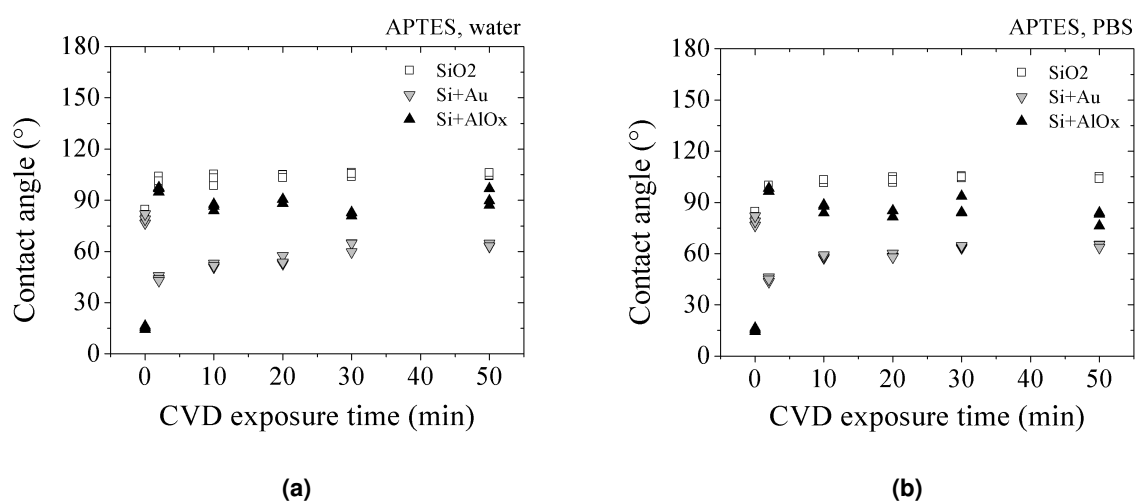 APTES, water
180
150
120
90
60
30
0
Contact angle (°)
SiO2
Si+Au
Si+AlOx
0 10 20 30 40 50
CVD exposure time (min)
(a)
APTES, PBS
180
150
120
90
60
30
0
Contact angle (°)
SiO2
Si+Au
Si+AlOx
0 10 20 30 40 50
CVD exposure time (min)
(b)